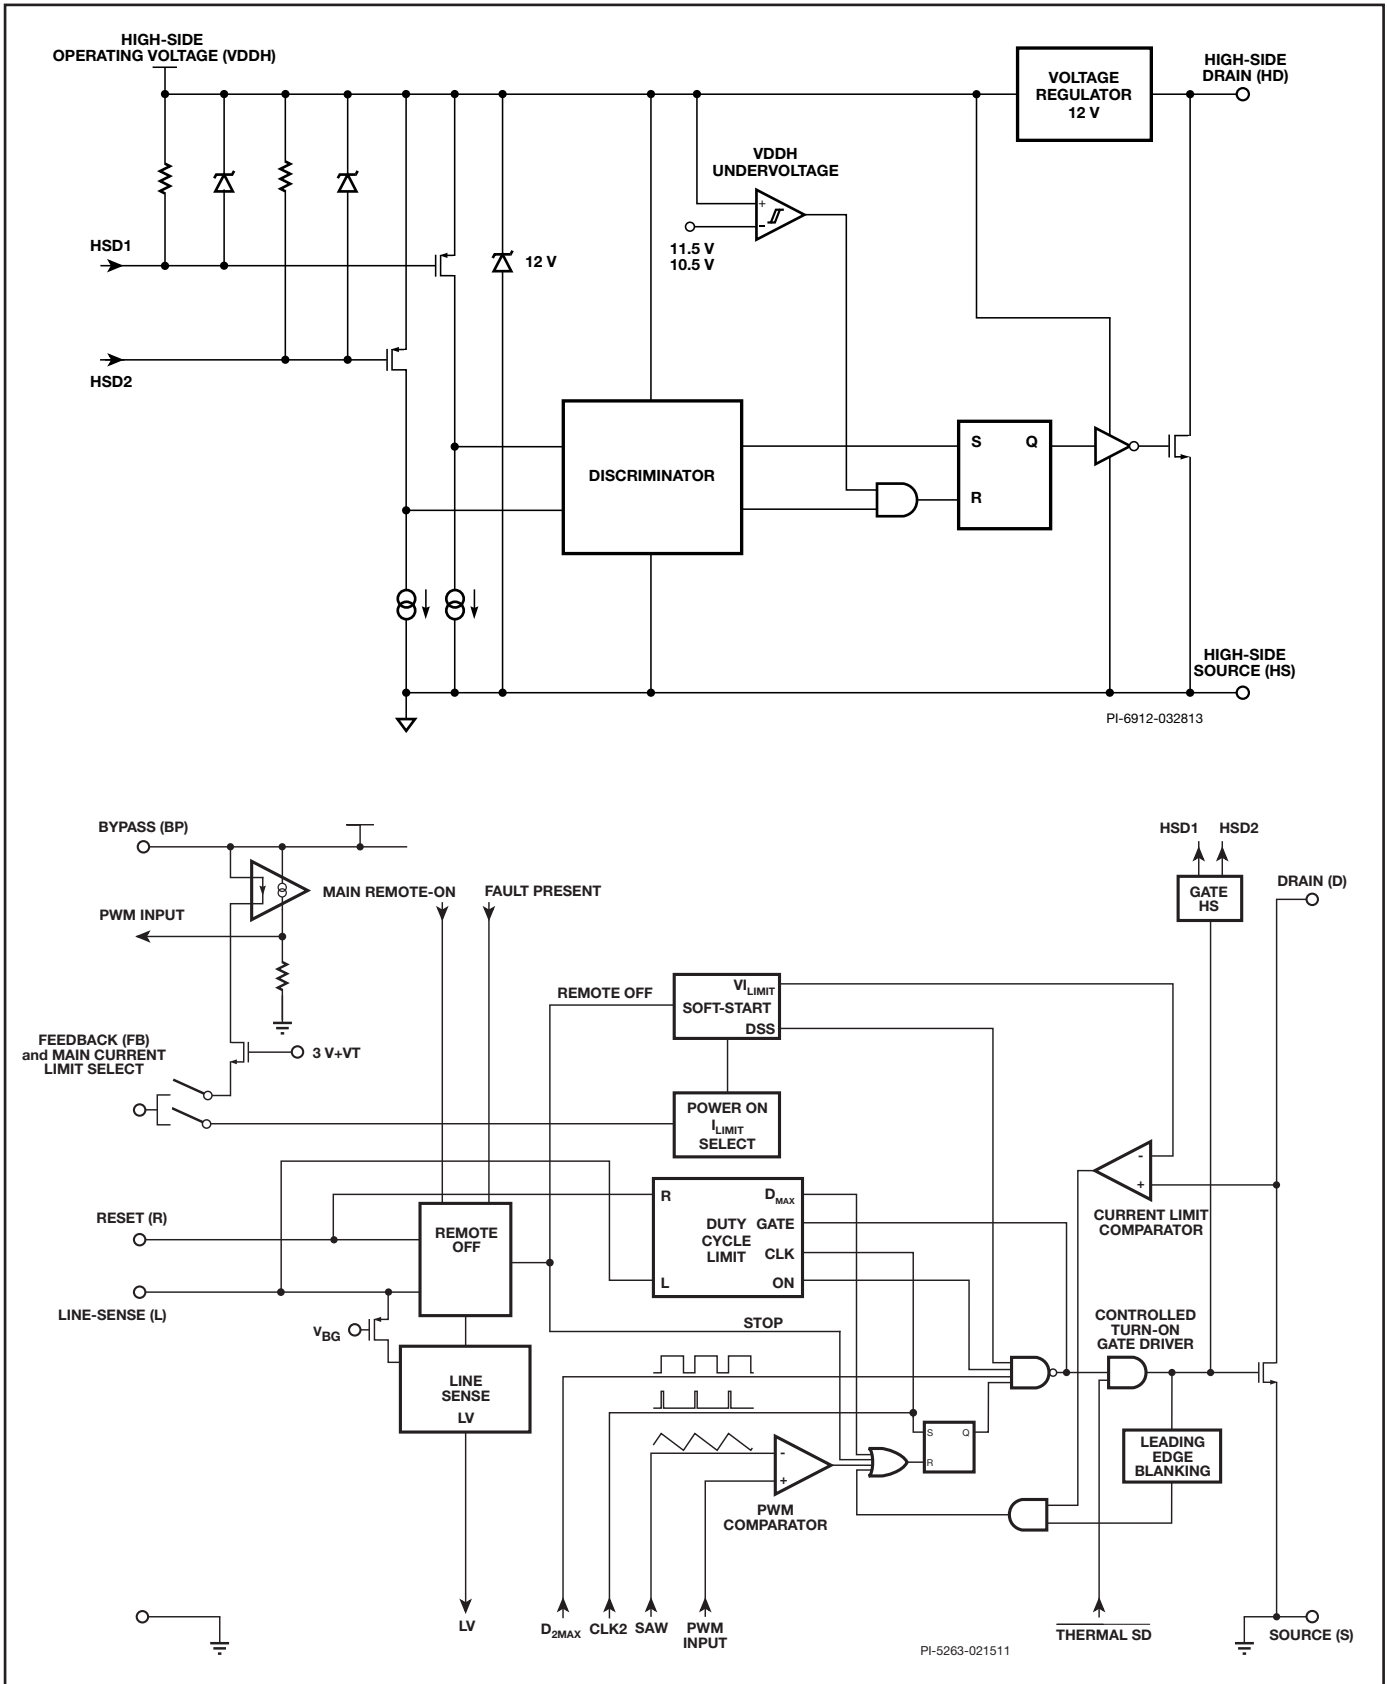 HIGH-SIDE
OPERATING VOLTAGE (VDDH)
VOLTAGE
REGULATOR
12 V
HIGH-SIDE
DRAIN (HD)
VDDH
UNDERVOLTAGE
+
-
11.5 V
10.5 V
HSD1
12 V
HSD2
DISCRIMINATOR
S
Q
R
HIGH-SIDE
SOURCE (HS)
PI-6912-032813
BYPASS (BP)
HSD1
HSD2
MAIN REMOTE-ON
FAULT PRESENT
GATE
HS
DRAIN (D)
PWM INPUT
REMOTE OFF
VILIMIT
SOFT-START
DSS
FEEDBACK (FB)
and MAIN CURRENT
LIMIT SELECT
3 V+VT
POWER ON
ILIMIT
SELECT
-
+
CURRENT LIMIT
COMPARATOR
RESET (R)
REMOTE
OFF
R
DMAX
DUTY
CYCLE
LIMIT
GATE
CLK
L
ON
LINE-SENSE (L)
VBG
STOP
CONTROLLED
TURN-ON
GATE DRIVER
LINE
SENSE
LV
S
Q
R
LEADING
EDGE
BLANKING
-
+
PWM
COMPARATOR
LV
D2MAX
CLK2
SAW
PWM
INPUT
THERMAL SD
SOURCE (S)
PI-5263-021511